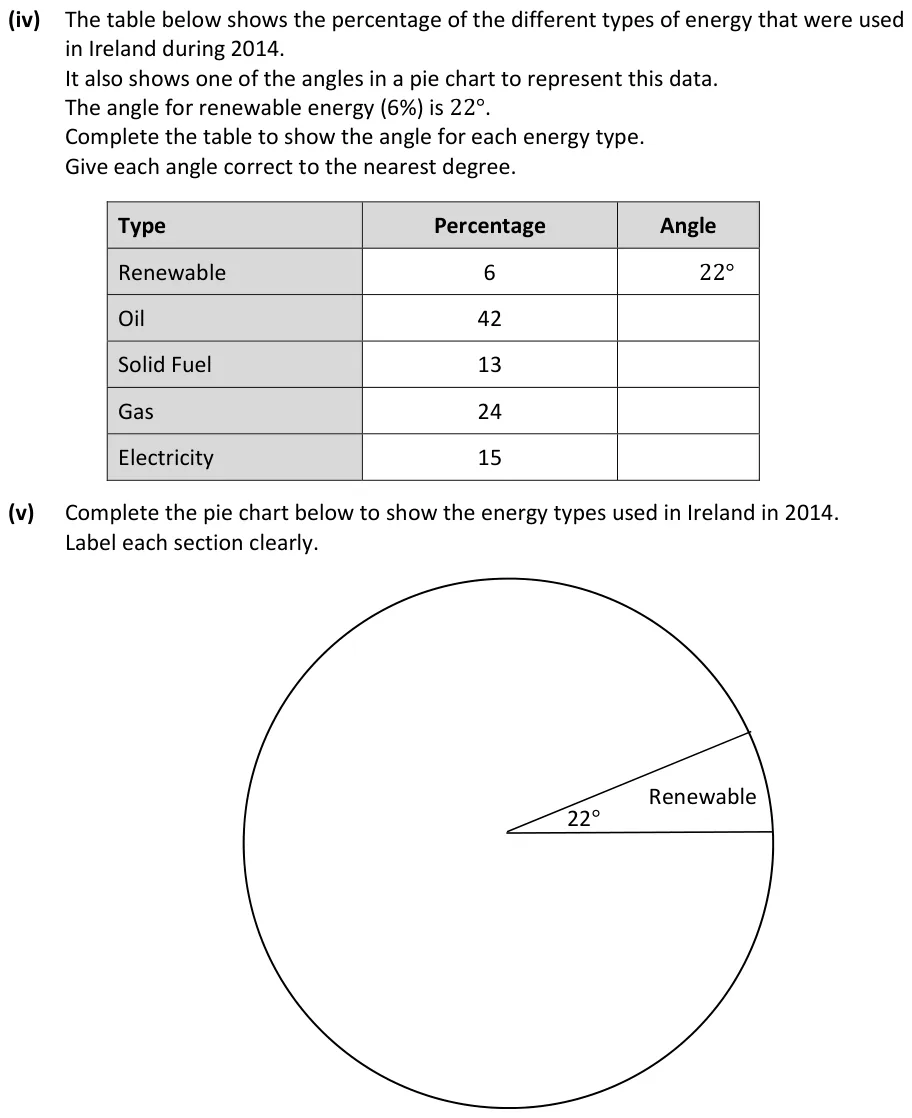 (iv) The table below shows the percentage of the different types of energy that were used
in Ireland during 2014.
It also shows one of the angles in a pie chart to represent this data.
The angle for renewable energy (6%) is 22°.
Complete the table to show the angle for each energy type.
Give each angle correct to the nearest degree.
Type Percentage Angle
Renewable 6 22°
Oil 42
Solid Fuel 13
Gas 24
Electricity 15
(v) Complete the pie chart below to show the energy types used in Ireland in 2014.
Label each section clearly.
Renewable
22°